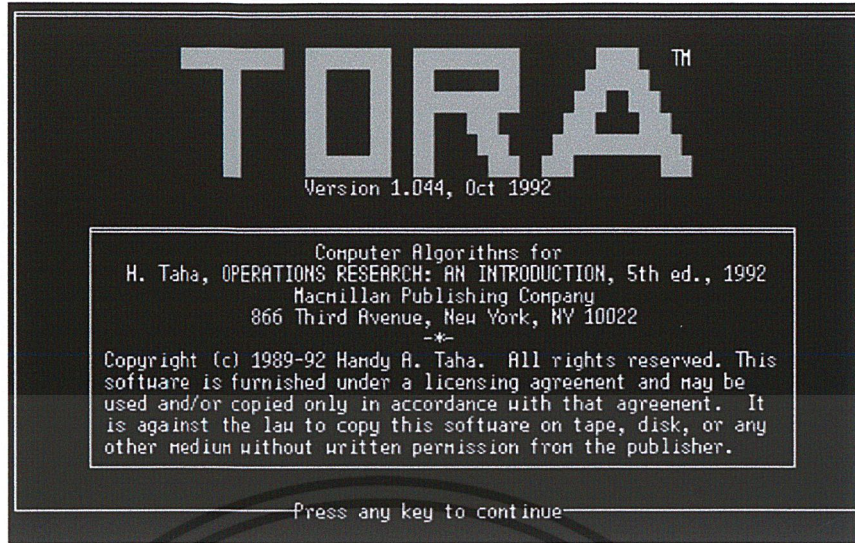 TORA™
Version 1.044, Oct 1992
Computer Algorithms for
H. Taha, OPERATIONS RESEARCH: AN INTRODUCTION, 5th ed., 1992
Macmillan Publishing Company
866 Third Avenue, New York, NY 10022
-*-
Copyright (c) 1989-92 Hamdy A. Taha. All rights reserved. This
software is furnished under a licensing agreement and may be
used and/or copied only in accordance with that agreement. It
is against the law to copy this software on tape, disk, or any
other medium without written permission from the publisher.
Press any key to continue